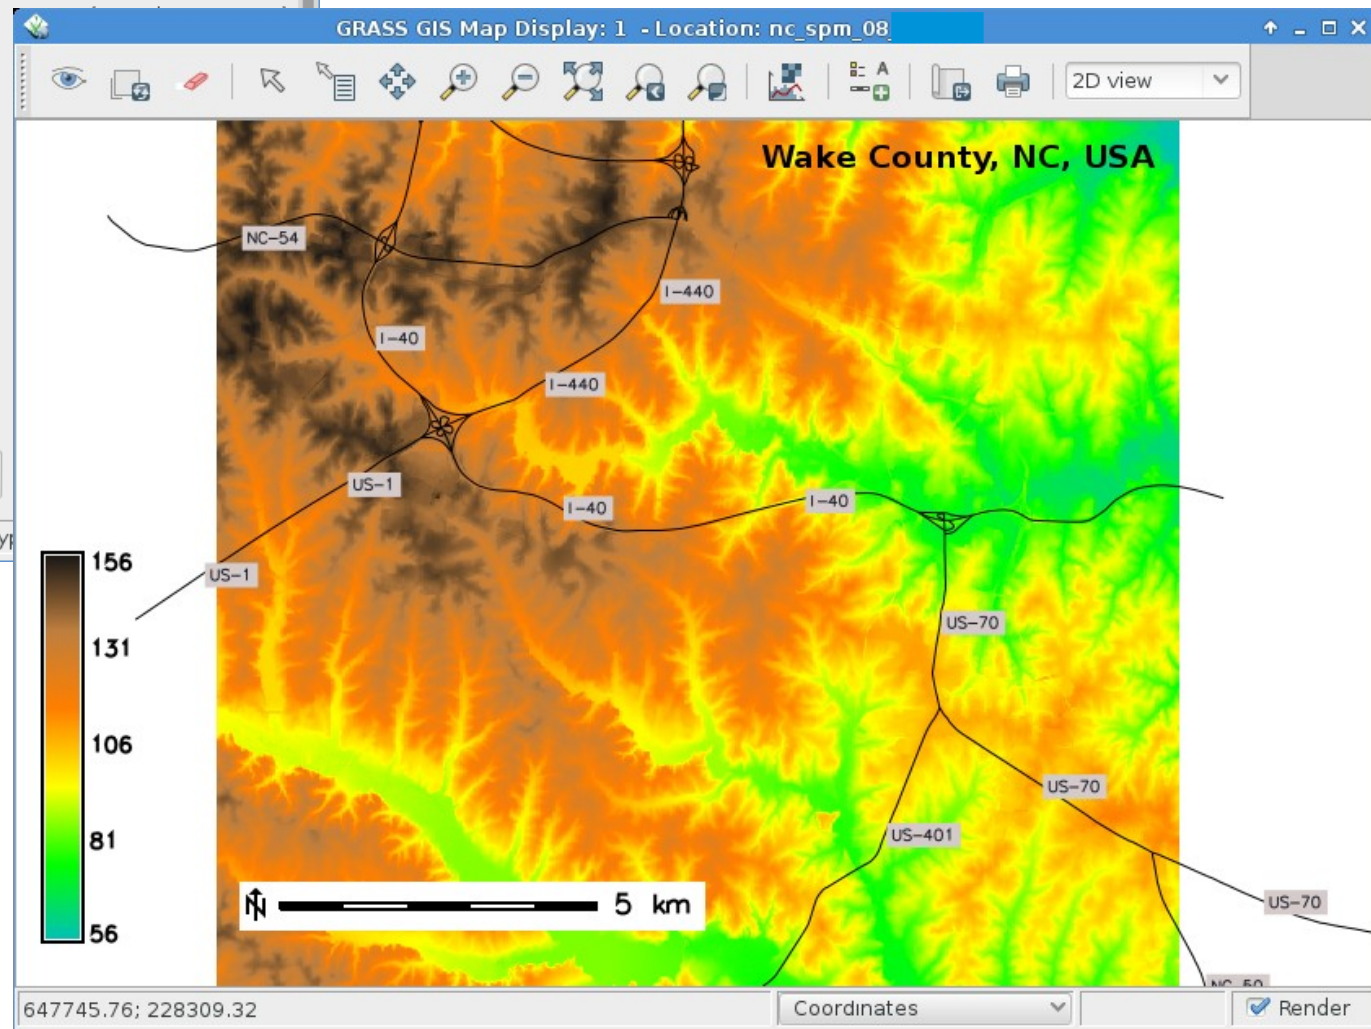 GRASS GIS Map Display: 1 - Location: nc_spm_08_
2D view
Wake County, NC, USA
NC-54
I-440
I-40
I-440
US-1
I-40
I-40
US-1
US-70
US-70
US-401
US-70
156
131
106
81
56
N
5 km
647745.76; 228309.32
Coordinates
Render